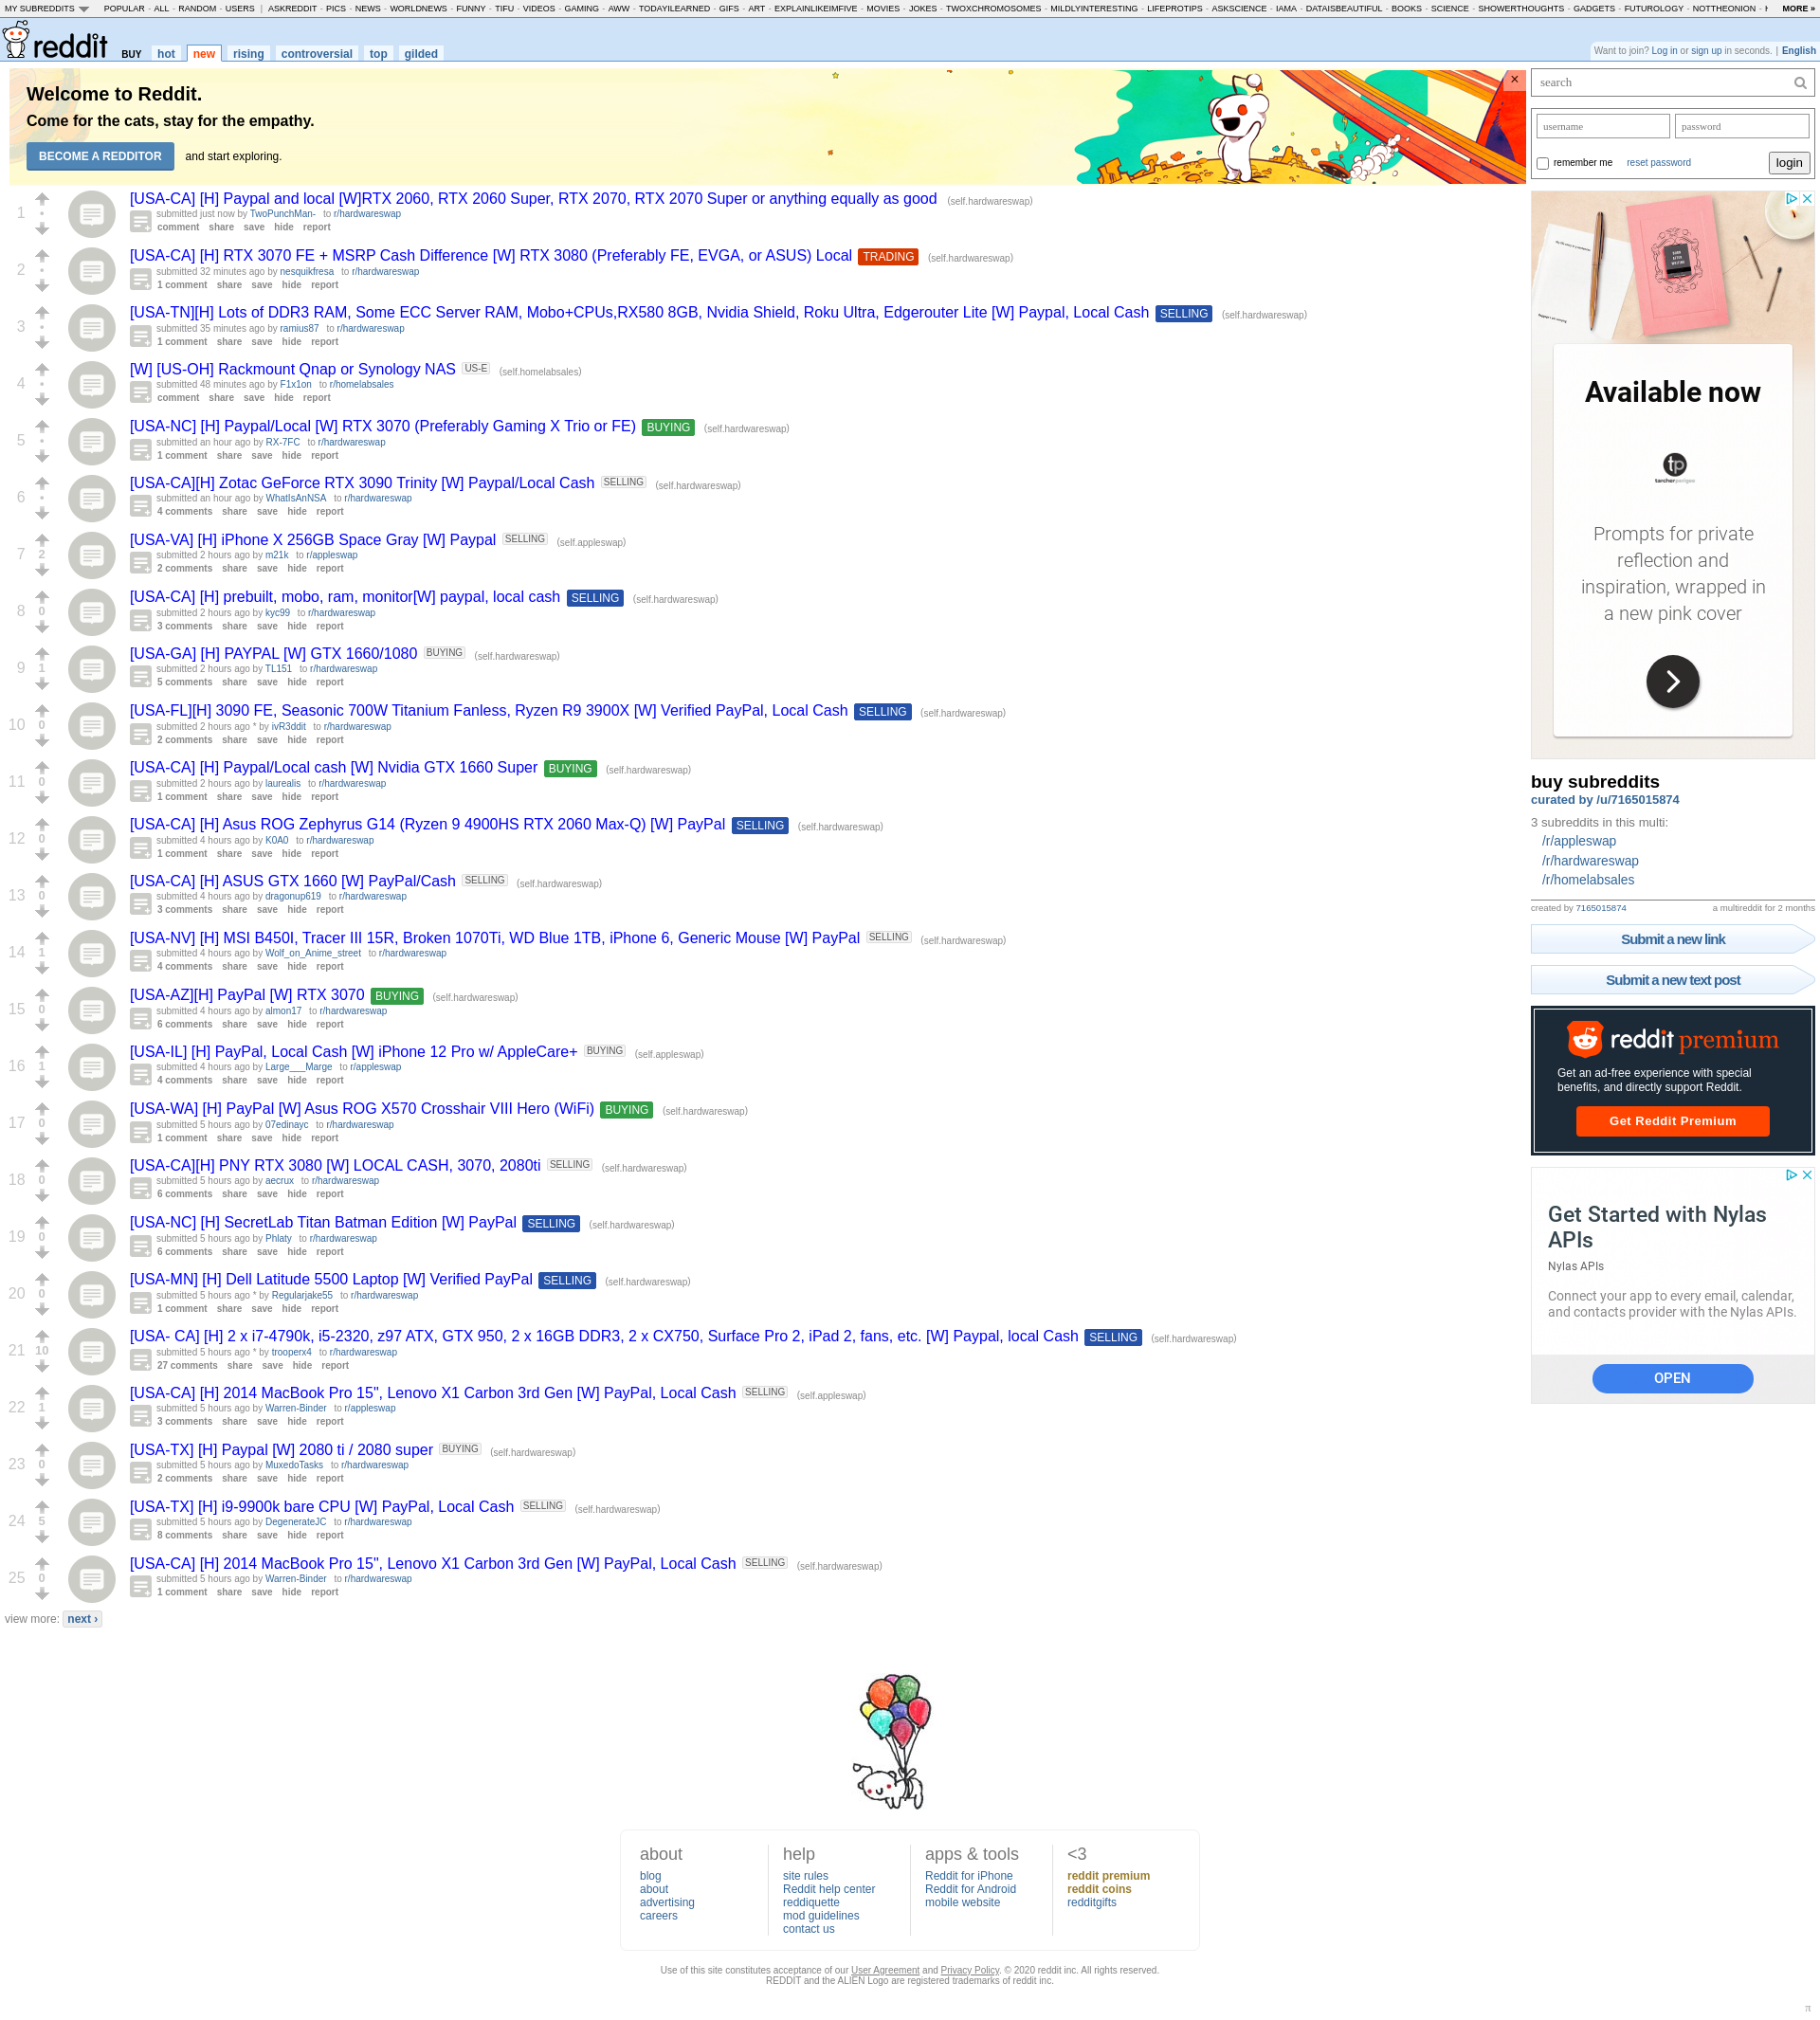 MY SUBREDDITS POPULAR - ALL - RANDOM - USERS | ASKREDDIT - PICS - NEWS - WORLDNEWS - FUNNY - TIFU - VIDEOS - GAMING - AWW - TODAYILEARNED - GIFS - ART - EXPLAINLIKEIMFIVE - MOVIES - JOKES - TWOXCHROMOSOMES - MILDLYINTERESTING - LIFEPROTIPS - ASKSCIENCE - IAMA - DATAISBEAUTIFUL - BOOKS - SCIENCE - SHOWERTHOUGHTS - GADGETS - FUTUROLOGY - NOTTHEONION - MORE »
reddit BUY hot new rising controversial top gilded
Want to join? Log in or sign up in seconds. | English
Welcome to Reddit.
Come for the cats, stay for the empathy.
BECOME A REDDITOR and start exploring.
×
1
[USA-CA] [H] Paypal and local [W]RTX 2060, RTX 2060 Super, RTX 2070, RTX 2070 Super or anything equally as good (self.hardwareswap)
submitted just now by TwoPunchMan- to r/hardwareswap
comment share save hide report
2
[USA-CA] [H] RTX 3070 FE + MSRP Cash Difference [W] RTX 3080 (Preferably FE, EVGA, or ASUS) Local TRADING (self.hardwareswap)
submitted 32 minutes ago by nesquikfresa to r/hardwareswap
1 comment share save hide report
3
[USA-TN][H] Lots of DDR3 RAM, Some ECC Server RAM, Mobo+CPUs,RX580 8GB, Nvidia Shield, Roku Ultra, Edgerouter Lite [W] Paypal, Local Cash SELLING (self.hardwareswap)
submitted 35 minutes ago by ramius87 to r/hardwareswap
1 comment share save hide report
4
[W] [US-OH] Rackmount Qnap or Synology NAS US-E (self.homelabsales)
submitted 48 minutes ago by F1x1on to r/homelabsales
comment share save hide report
5
[USA-NC] [H] Paypal/Local [W] RTX 3070 (Preferably Gaming X Trio or FE) BUYING (self.hardwareswap)
submitted an hour ago by RX-7FC to r/hardwareswap
1 comment share save hide report
6
[USA-CA][H] Zotac GeForce RTX 3090 Trinity [W] Paypal/Local Cash SELLING (self.hardwareswap)
submitted an hour ago by WhatIsAnNSA to r/hardwareswap
4 comments share save hide report
7 2
[USA-VA] [H] iPhone X 256GB Space Gray [W] Paypal SELLING (self.appleswap)
submitted 2 hours ago by m21k to r/appleswap
2 comments share save hide report
8 0
[USA-CA] [H] prebuilt, mobo, ram, monitor[W] paypal, local cash SELLING (self.hardwareswap)
submitted 2 hours ago by kyc99 to r/hardwareswap
3 comments share save hide report
9 1
[USA-GA] [H] PAYPAL [W] GTX 1660/1080 BUYING (self.hardwareswap)
submitted 2 hours ago by TL151 to r/hardwareswap
5 comments share save hide report
10 0
[USA-FL][H] 3090 FE, Seasonic 700W Titanium Fanless, Ryzen R9 3900X [W] Verified PayPal, Local Cash SELLING (self.hardwareswap)
submitted 2 hours ago * by ivR3ddit to r/hardwareswap
2 comments share save hide report
11 0
[USA-CA] [H] Paypal/Local cash [W] Nvidia GTX 1660 Super BUYING (self.hardwareswap)
submitted 2 hours ago by laurealis to r/hardwareswap
1 comment share save hide report
12 0
[USA-CA] [H] Asus ROG Zephyrus G14 (Ryzen 9 4900HS RTX 2060 Max-Q) [W] PayPal SELLING (self.hardwareswap)
submitted 4 hours ago by K0A0 to r/hardwareswap
1 comment share save hide report
13 0
[USA-CA] [H] ASUS GTX 1660 [W] PayPal/Cash SELLING (self.hardwareswap)
submitted 4 hours ago by dragonup619 to r/hardwareswap
3 comments share save hide report
14 1
[USA-NV] [H] MSI B450I, Tracer III 15R, Broken 1070Ti, WD Blue 1TB, iPhone 6, Generic Mouse [W] PayPal SELLING (self.hardwareswap)
submitted 4 hours ago by Wolf_on_Anime_street to r/hardwareswap
4 comments share save hide report
15 0
[USA-AZ][H] PayPal [W] RTX 3070 BUYING (self.hardwareswap)
submitted 4 hours ago by almon17 to r/hardwareswap
6 comments share save hide report
16 1
[USA-IL] [H] PayPal, Local Cash [W] iPhone 12 Pro w/ AppleCare+ BUYING (self.appleswap)
submitted 4 hours ago by Large___Marge to r/appleswap
4 comments share save hide report
17 0
[USA-WA] [H] PayPal [W] Asus ROG X570 Crosshair VIII Hero (WiFi) BUYING (self.hardwareswap)
submitted 5 hours ago by 07edinayc to r/hardwareswap
1 comment share save hide report
18 0
[USA-CA][H] PNY RTX 3080 [W] LOCAL CASH, 3070, 2080ti SELLING (self.hardwareswap)
submitted 5 hours ago by aecrux to r/hardwareswap
6 comments share save hide report
19 0
[USA-NC] [H] SecretLab Titan Batman Edition [W] PayPal SELLING (self.hardwareswap)
submitted 5 hours ago by Phlaty to r/hardwareswap
6 comments share save hide report
20 0
[USA-MN] [H] Dell Latitude 5500 Laptop [W] Verified PayPal SELLING (self.hardwareswap)
submitted 5 hours ago * by Regularjake55 to r/hardwareswap
1 comment share save hide report
21 10
[USA- CA] [H] 2 x i7-4790k, i5-2320, z97 ATX, GTX 950, 2 x 16GB DDR3, 2 x CX750, Surface Pro 2, iPad 2, fans, etc. [W] Paypal, local Cash SELLING (self.hardwareswap)
submitted 5 hours ago * by trooperx4 to r/hardwareswap
27 comments share save hide report
22 1
[USA-CA] [H] 2014 MacBook Pro 15", Lenovo X1 Carbon 3rd Gen [W] PayPal, Local Cash SELLING (self.appleswap)
submitted 5 hours ago by Warren-Binder to r/appleswap
3 comments share save hide report
23 0
[USA-TX] [H] Paypal [W] 2080 ti / 2080 super BUYING (self.hardwareswap)
submitted 5 hours ago by MuxedoTasks to r/hardwareswap
2 comments share save hide report
24 5
[USA-TX] [H] i9-9900k bare CPU [W] PayPal, Local Cash SELLING (self.hardwareswap)
submitted 5 hours ago by DegenerateJC to r/hardwareswap
8 comments share save hide report
25 0
[USA-CA] [H] 2014 MacBook Pro 15", Lenovo X1 Carbon 3rd Gen [W] PayPal, Local Cash SELLING (self.hardwareswap)
submitted 5 hours ago by Warren-Binder to r/hardwareswap
1 comment share save hide report
view more: next ›
search
username password
remember me reset password login
Available now
tp
tarcherperigee
Prompts for private
reflection and
inspiration, wrapped in
a new pink cover
buy subreddits
curated by /u/7165015874
3 subreddits in this multi:
/r/appleswap
/r/hardwareswap
/r/homelabsales
created by 7165015874 a multireddit for 2 months
Submit a new link
Submit a new text post
reddit premium
Get an ad-free experience with special
benefits, and directly support Reddit.
Get Reddit Premium
Get Started with Nylas
APIs
Nylas APIs
Connect your app to every email, calendar,
and contacts provider with the Nylas APIs.
OPEN
about
blog
about
advertising
careers
help
site rules
Reddit help center
reddiquette
mod guidelines
contact us
apps & tools
Reddit for iPhone
Reddit for Android
mobile website
<3
reddit premium
reddit coins
redditgifts
Use of this site constitutes acceptance of our User Agreement and Privacy Policy. © 2020 reddit inc. All rights reserved.
REDDIT and the ALIEN Logo are registered trademarks of reddit inc.
π